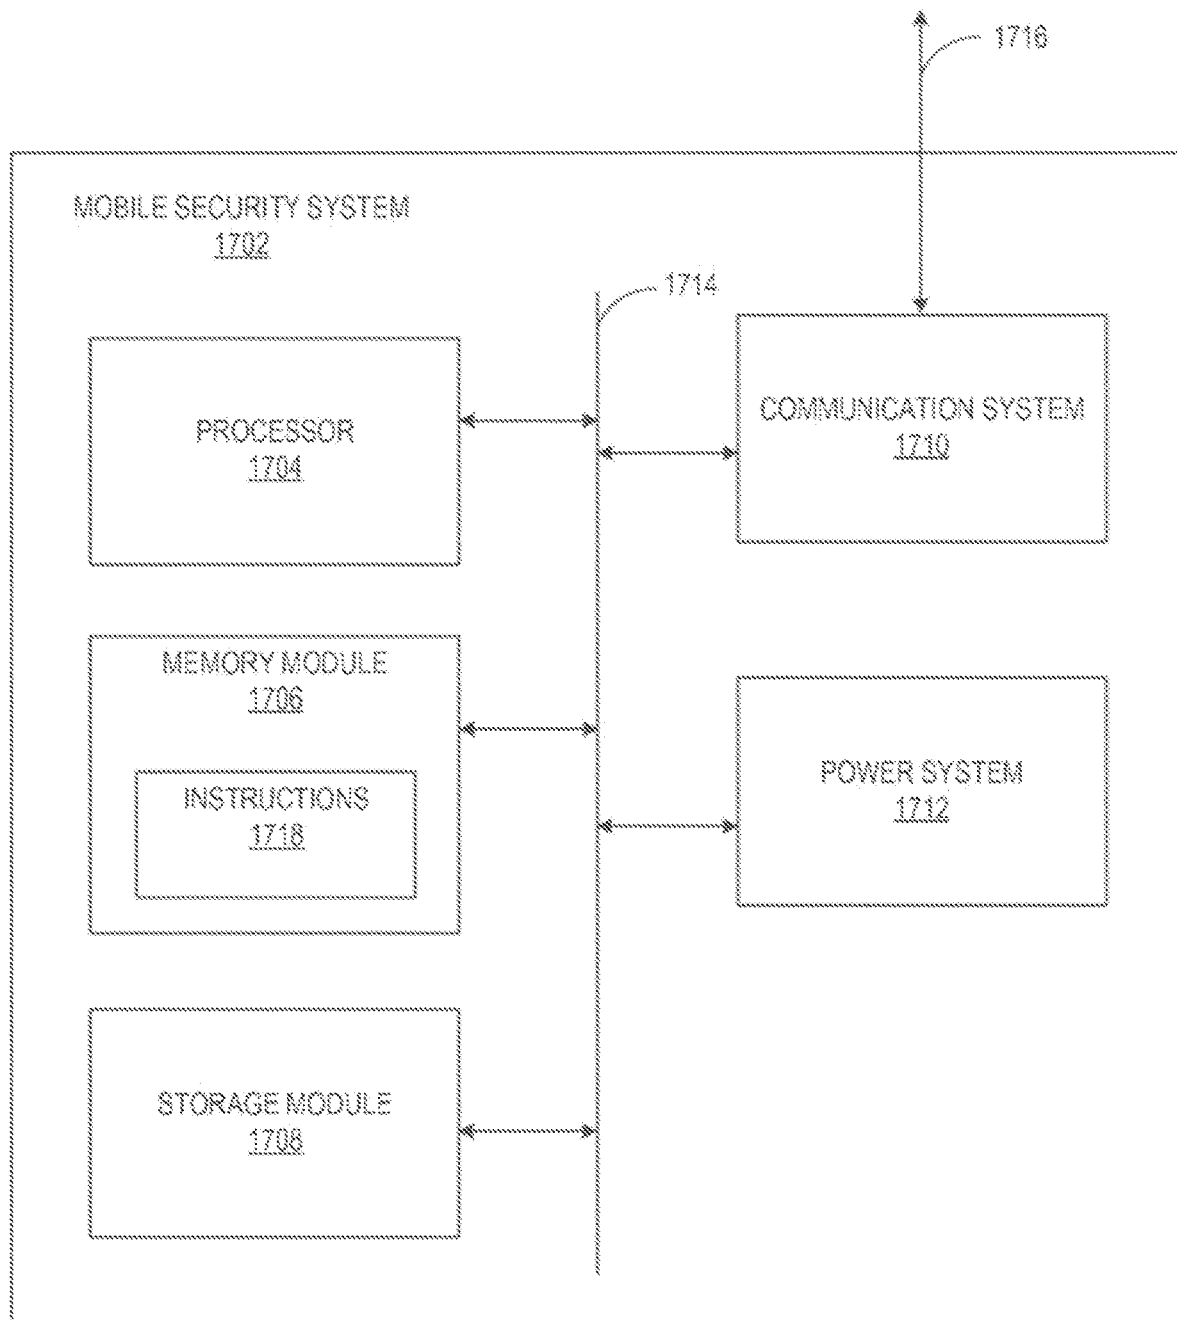 1716
MOBILE SECURITY SYSTEM
1702
1714
PROCESSOR
1704
COMMUNICATION SYSTEM
1710
MEMORY MODULE
1706
INSTRUCTIONS
1718
POWER SYSTEM
1712
STORAGE MODULE
1708